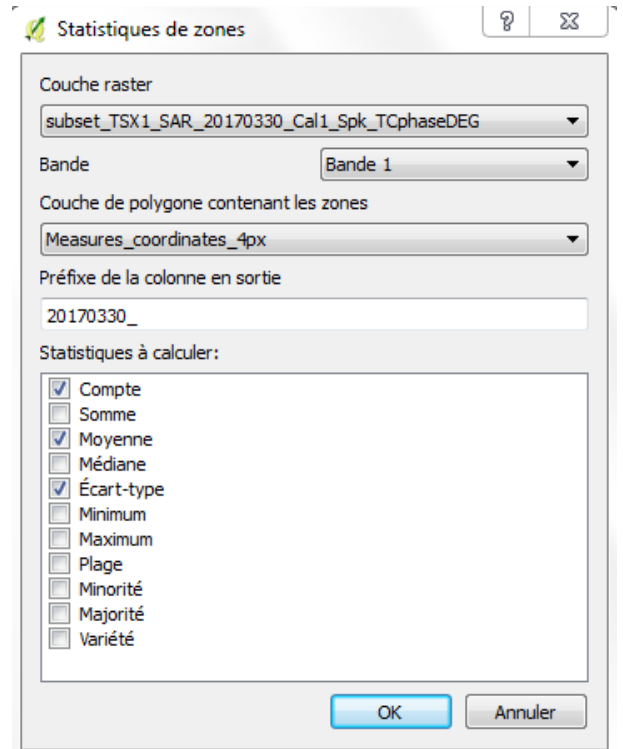 Statistiques de zones
Couche raster
subset_TSX1_SAR_20170330_Cal1_Spk_TCphaseDEG
Bande Bande 1
Couche de polygone contenant les zones
Measures_coordinates_4px
Préfixe de la colonne en sortie
20170330_
Statistiques à calculer:
Compte
Somme
Moyenne
Médiane
Écart-type
Minimum
Maximum
Plage
Minorité
Majorité
Variété
OK Annuler